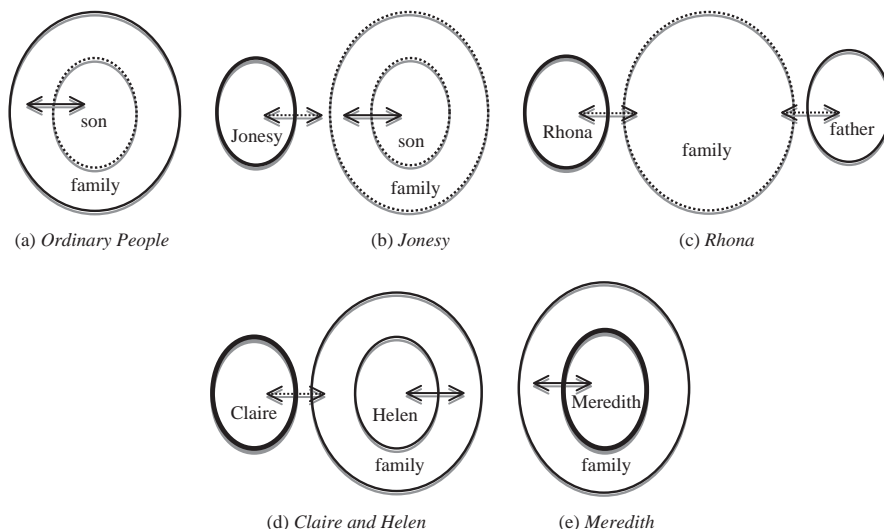 son
family
(a) Ordinary People
Jonesy
son
family
(b) Jonesy
Rhona
family
father
(c) Rhona
Claire
Helen
family
(d) Claire and Helen
Meredith
family
(e) Meredith